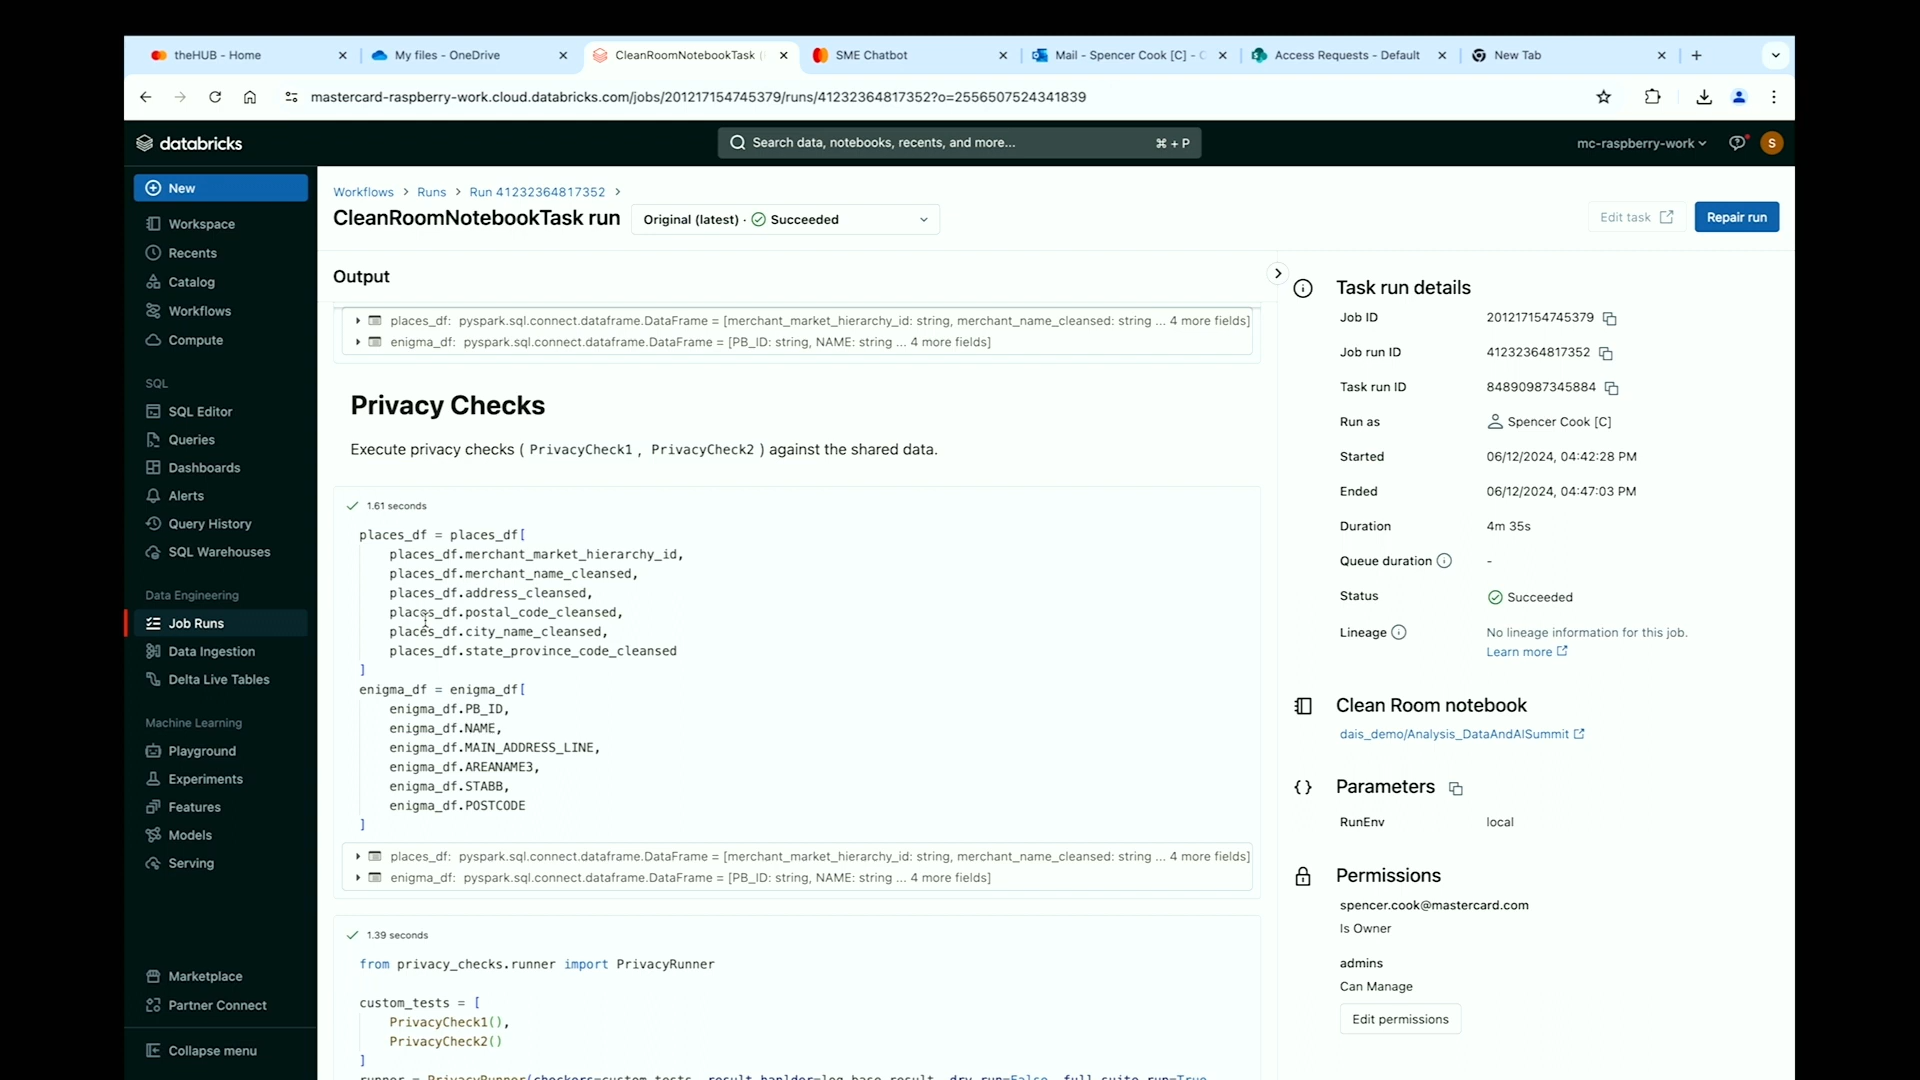 theHUB - Home
My files - OneDrive
CleanRoomNotebookTask (
SME Chatbot
Mail - Spencer Cook [C] - C
Access Requests - Default
New Tab
mastercard-raspberry-work.cloud.databricks.com/jobs/201217154745379/runs/41232364817352?o=2556507524341839
databricks
Search data, notebooks, recents, and more...
⌘ + P
mc-raspberry-work
S
New
Workspace
Recents
Catalog
Workflows
Compute
SQL
SQL Editor
Queries
Dashboards
Alerts
Query History
SQL Warehouses
Data Engineering
Job Runs
Data Ingestion
Delta Live Tables
Machine Learning
Playground
Experiments
Features
Models
Serving
Marketplace
Partner Connect
Collapse menu
Workflows > Runs > Run 41232364817352 >
CleanRoomNotebookTask run
Original (latest) · Succeeded
Edit task
Repair run
Output
places_df: pyspark.sql.connect.dataframe.DataFrame = [merchant_market_hierarchy_id: string, merchant_name_cleansed: string ... 4 more fields]
enigma_df: pyspark.sql.connect.dataframe.DataFrame = [PB_ID: string, NAME: string ... 4 more fields]
Privacy Checks
Execute privacy checks ( PrivacyCheck1 , PrivacyCheck2 ) against the shared data.
1.61 seconds
places_df = places_df[
places_df.merchant_market_hierarchy_id,
places_df.merchant_name_cleansed,
places_df.address_cleansed,
places_df.postal_code_cleansed,
places_df.city_name_cleansed,
places_df.state_province_code_cleansed
]
enigma_df = enigma_df[
enigma_df.PB_ID,
enigma_df.NAME,
enigma_df.MAIN_ADDRESS_LINE,
enigma_df.AREANAME3,
enigma_df.STABB,
enigma_df.POSTCODE
]
places_df: pyspark.sql.connect.dataframe.DataFrame = [merchant_market_hierarchy_id: string, merchant_name_cleansed: string ... 4 more fields]
enigma_df: pyspark.sql.connect.dataframe.DataFrame = [PB_ID: string, NAME: string ... 4 more fields]
1.39 seconds
from privacy_checks.runner import PrivacyRunner
custom_tests = [
PrivacyCheck1(),
PrivacyCheck2()
]
runner = PrivacyRunner(checkers=custom_tests, result_hanlder=log_base_result, dry_run=False, full_suite_run=True
Task run details
Job ID 201217154745379
Job run ID 41232364817352
Task run ID 84890987345884
Run as Spencer Cook [C]
Started 06/12/2024, 04:42:28 PM
Ended 06/12/2024, 04:47:03 PM
Duration 4m 35s
Queue duration -
Status Succeeded
Lineage No lineage information for this job.
Learn more
Clean Room notebook
dais_demo/Analysis_DataAndAISummit
{} Parameters
RunEnv local
Permissions
spencer.cook@mastercard.com
Is Owner
admins
Can Manage
Edit permissions